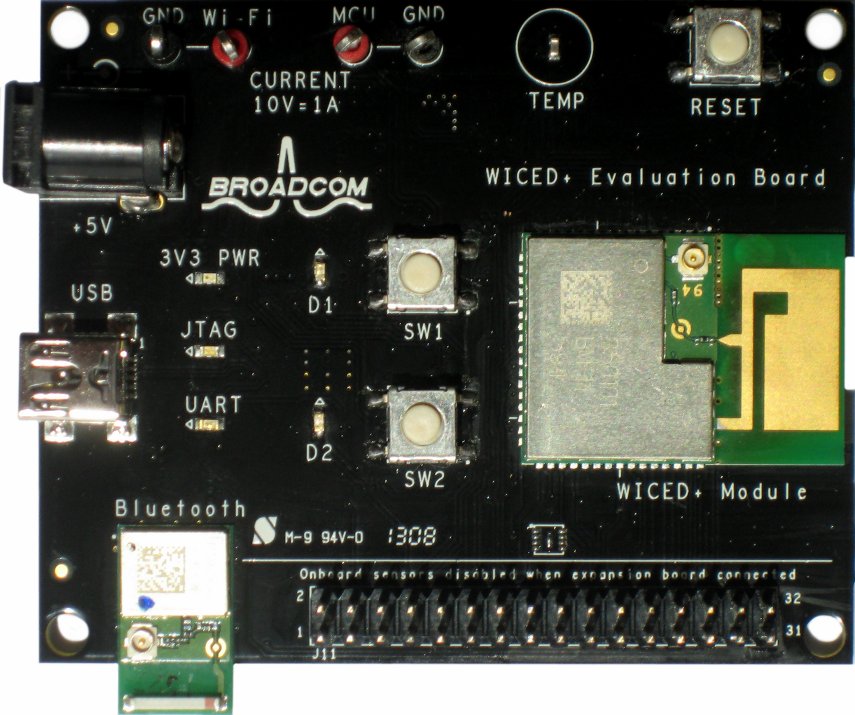 GND Wi-Fi MCU GND
CURRENT
10V=1A
TEMP
RESET
BROADCOM
WICED+ Evaluation Board
+5V
3V3 PWR
USB
D1
SW1
94
JTAG
UART
D2
SW2
WICED+ Module
Bluetooth
M-9 94V-0 1308
Onboard sensors disabled when expansion board connected
2 32
1 31
J11